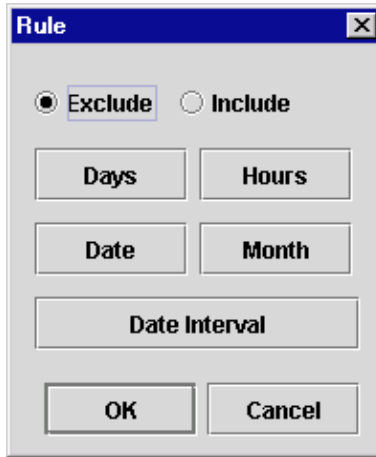 Rule
Exclude Include
Days Hours
Date Month
Date Interval
OK Cancel